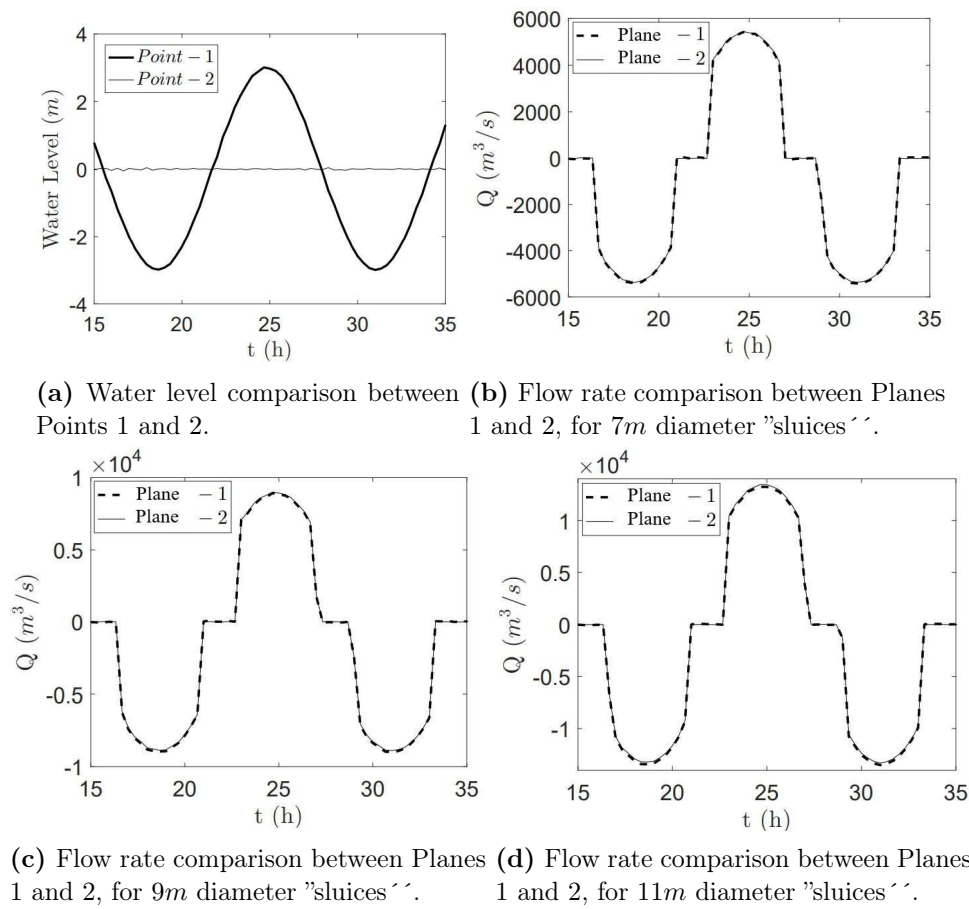 4
2
0
-2
-4
Water Level (m)
Point − 1
Point − 2
15 20 25 30 35
t (h)
6000
4000
2000
0
-2000
-4000
-6000
Q (m³/s)
Plane − 1
Plane − 2
15 20 25 30 35
t (h)
(a) Water level comparison between
Points 1 and 2.
(b) Flow rate comparison between Planes
1 and 2, for 7m diameter ”sluices´´.
×10⁴
1
0.5
0
-0.5
-1
Q (m³/s)
Plane − 1
Plane − 2
15 20 25 30 35
t (h)
×10⁴
1
0.5
0
-0.5
-1
Q (m³/s)
Plane − 1
Plane − 2
15 20 25 30 35
t (h)
(c) Flow rate comparison between Planes
1 and 2, for 9m diameter ”sluices´´.
(d) Flow rate comparison between Planes
1 and 2, for 11m diameter ”sluices´´.